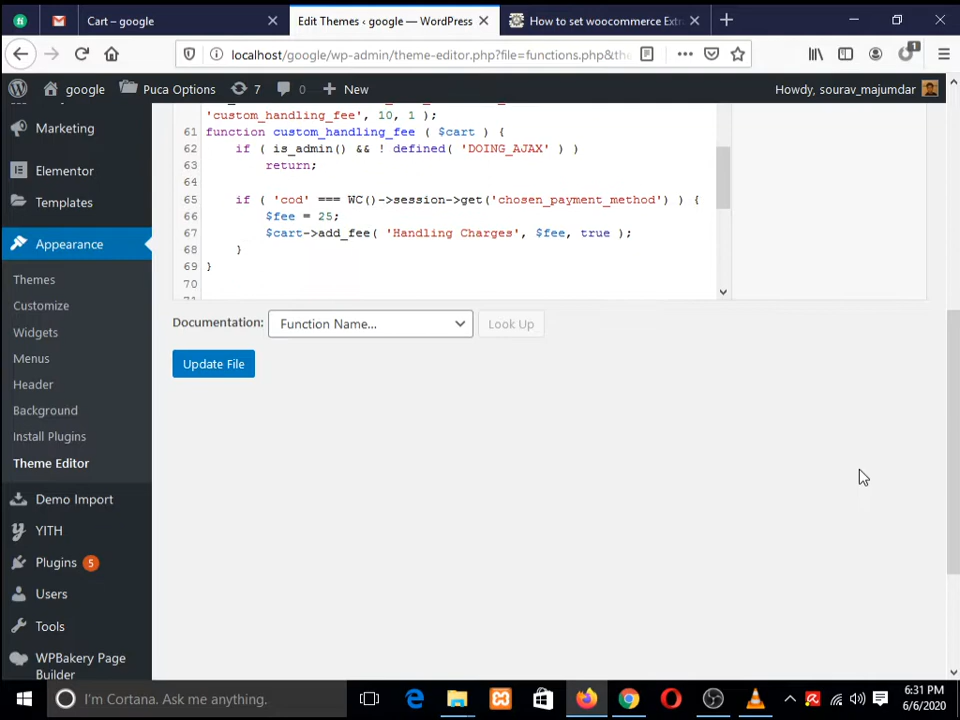 Cart – google
Edit Themes ‹ google — WordPress
How to set woocommerce Extr
localhost/google/wp-admin/theme-editor.php?file=functions.php&th
1
google
Puca Options
7
0
New
Howdy, sourav_majumdar
Marketing
Elementor
Templates
Appearance
Themes
Customize
Widgets
Menus
Header
Background
Install Plugins
Theme Editor
Demo Import
YITH
Plugins 5
Users
Tools
WPBakery Page
Builder
'custom_handling_fee', 10, 1 );
61 function custom_handling_fee ( $cart ) {
62 if ( is_admin() && ! defined( 'DOING_AJAX' ) )
63 return;
64
65 if ( 'cod' === WC()->session->get('chosen_payment_method') ) {
66 $fee = 25;
67 $cart->add_fee( 'Handling Charges', $fee, true );
68 }
69 }
70
71
Documentation: Function Name... Look Up
Update File
I'm Cortana. Ask me anything.
6:31 PM
6/6/2020